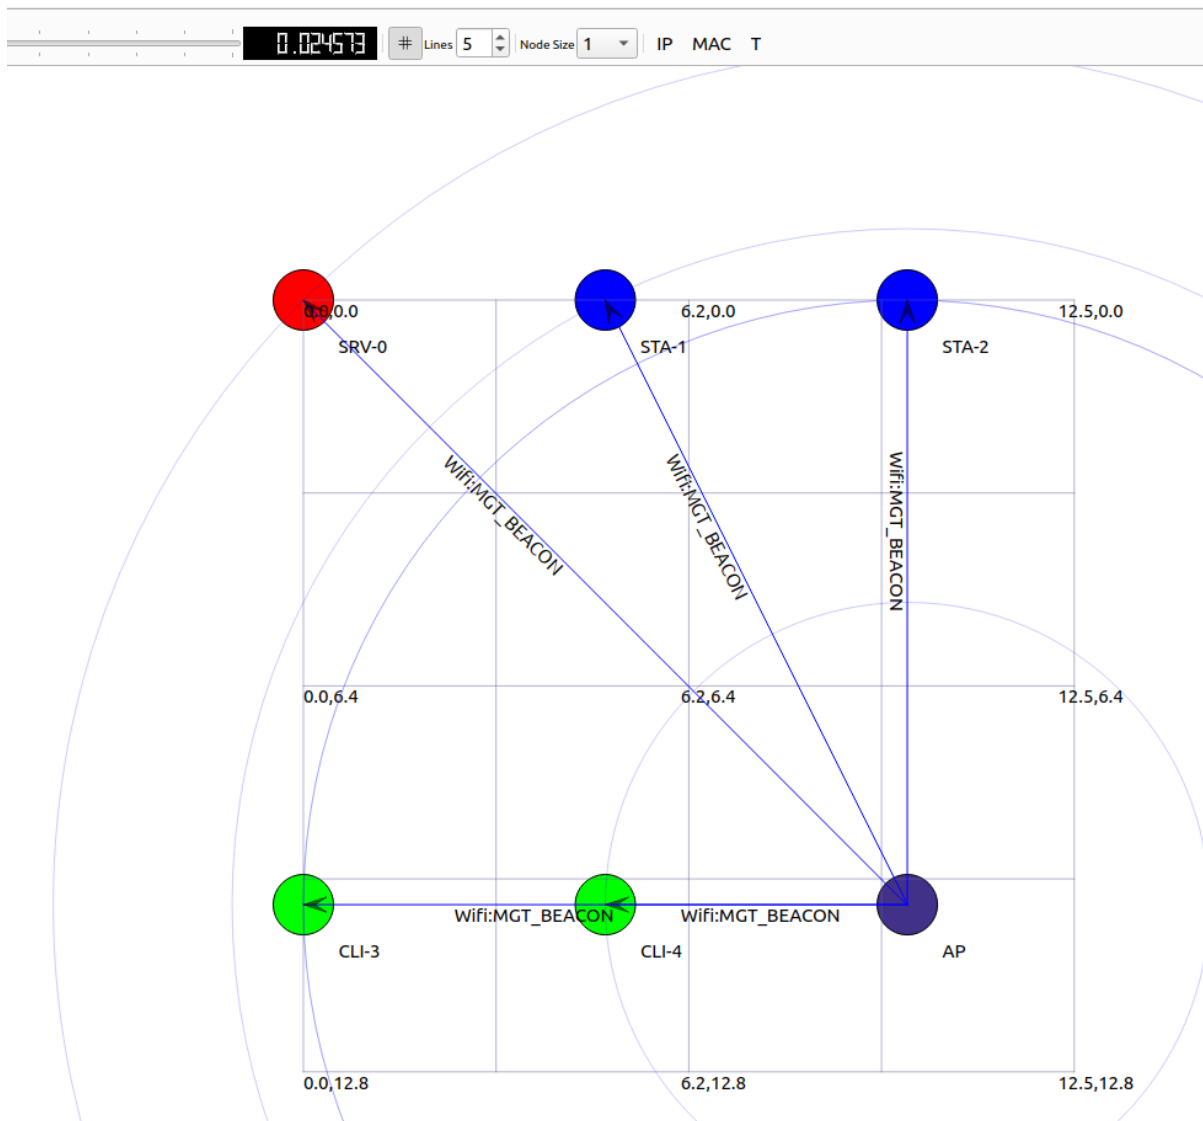 0.024573 # Lines 5 Node Size 1 IP MAC T
0.0,0.0 6.2,0.0 12.5,0.0
SRV-0 STA-1 STA-2
Wifi:MGT_BEACON
Wifi:MGT_BEACON
Wifi:MGT_BEACON
0.0,6.4 6.2,6.4 12.5,6.4
Wifi:MGT_BEACON Wifi:MGT_BEACON
CLI-3 CLI-4 AP
0.0,12.8 6.2,12.8 12.5,12.8